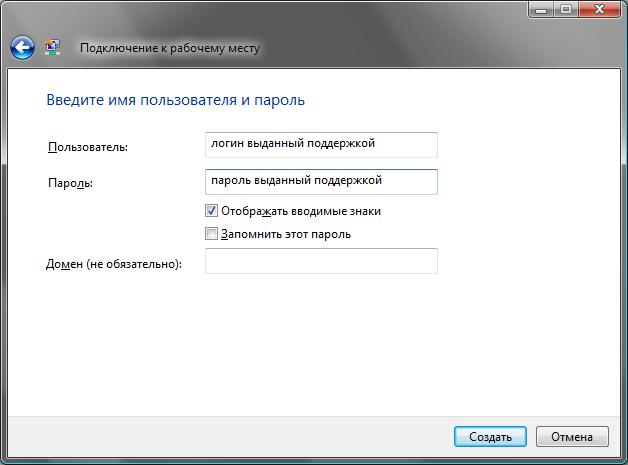 Подключение к рабочему месту
Введите имя пользователя и пароль
Пользователь: логин выданный поддержкой
Пароль: пароль выданный поддержкой
Отображать вводимые знаки
Запомнить этот пароль
Домен (не обязательно):
Создать Отмена